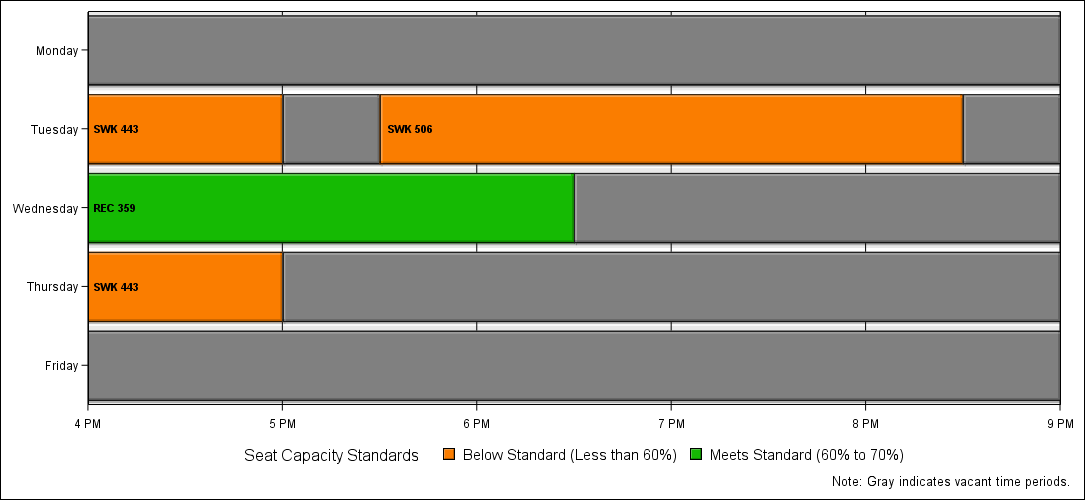 Monday
Tuesday
SWK 443
SWK 506
Wednesday
REC 359
Thursday
SWK 443
Friday
4 PM 5 PM 6 PM 7 PM 8 PM 9 PM
Seat Capacity Standards Below Standard (Less than 60%) Meets Standard (60% to 70%)
Note: Gray indicates vacant time periods.